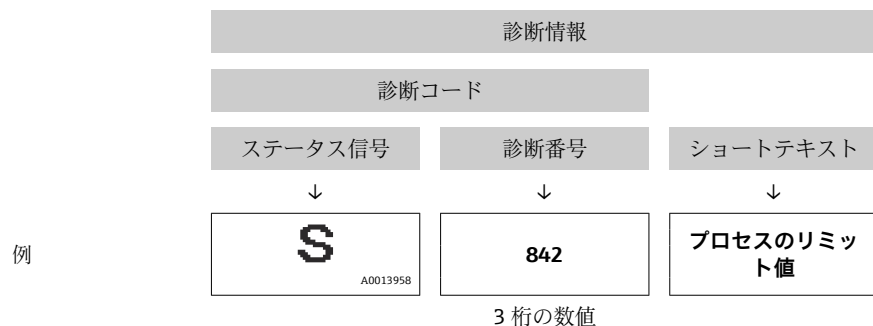 診断情報
診断コード
ステータス信号
診断番号
ショートテキスト
↓
↓
↓
例
S
A0013958
842
プロセスのリミッ
ト値
3 桁の数値